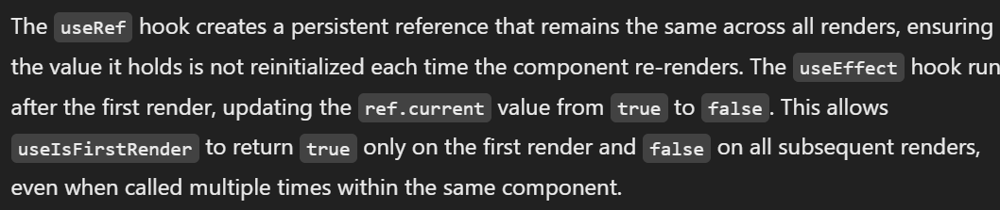 The useRef hook creates a persistent reference that remains the same across all renders, ensuring
the value it holds is not reinitialized each time the component re-renders. The useEffect hook run
after the first render, updating the ref.current value from true to false. This allows
useIsFirstRender to return true only on the first render and false on all subsequent renders,
even when called multiple times within the same component.